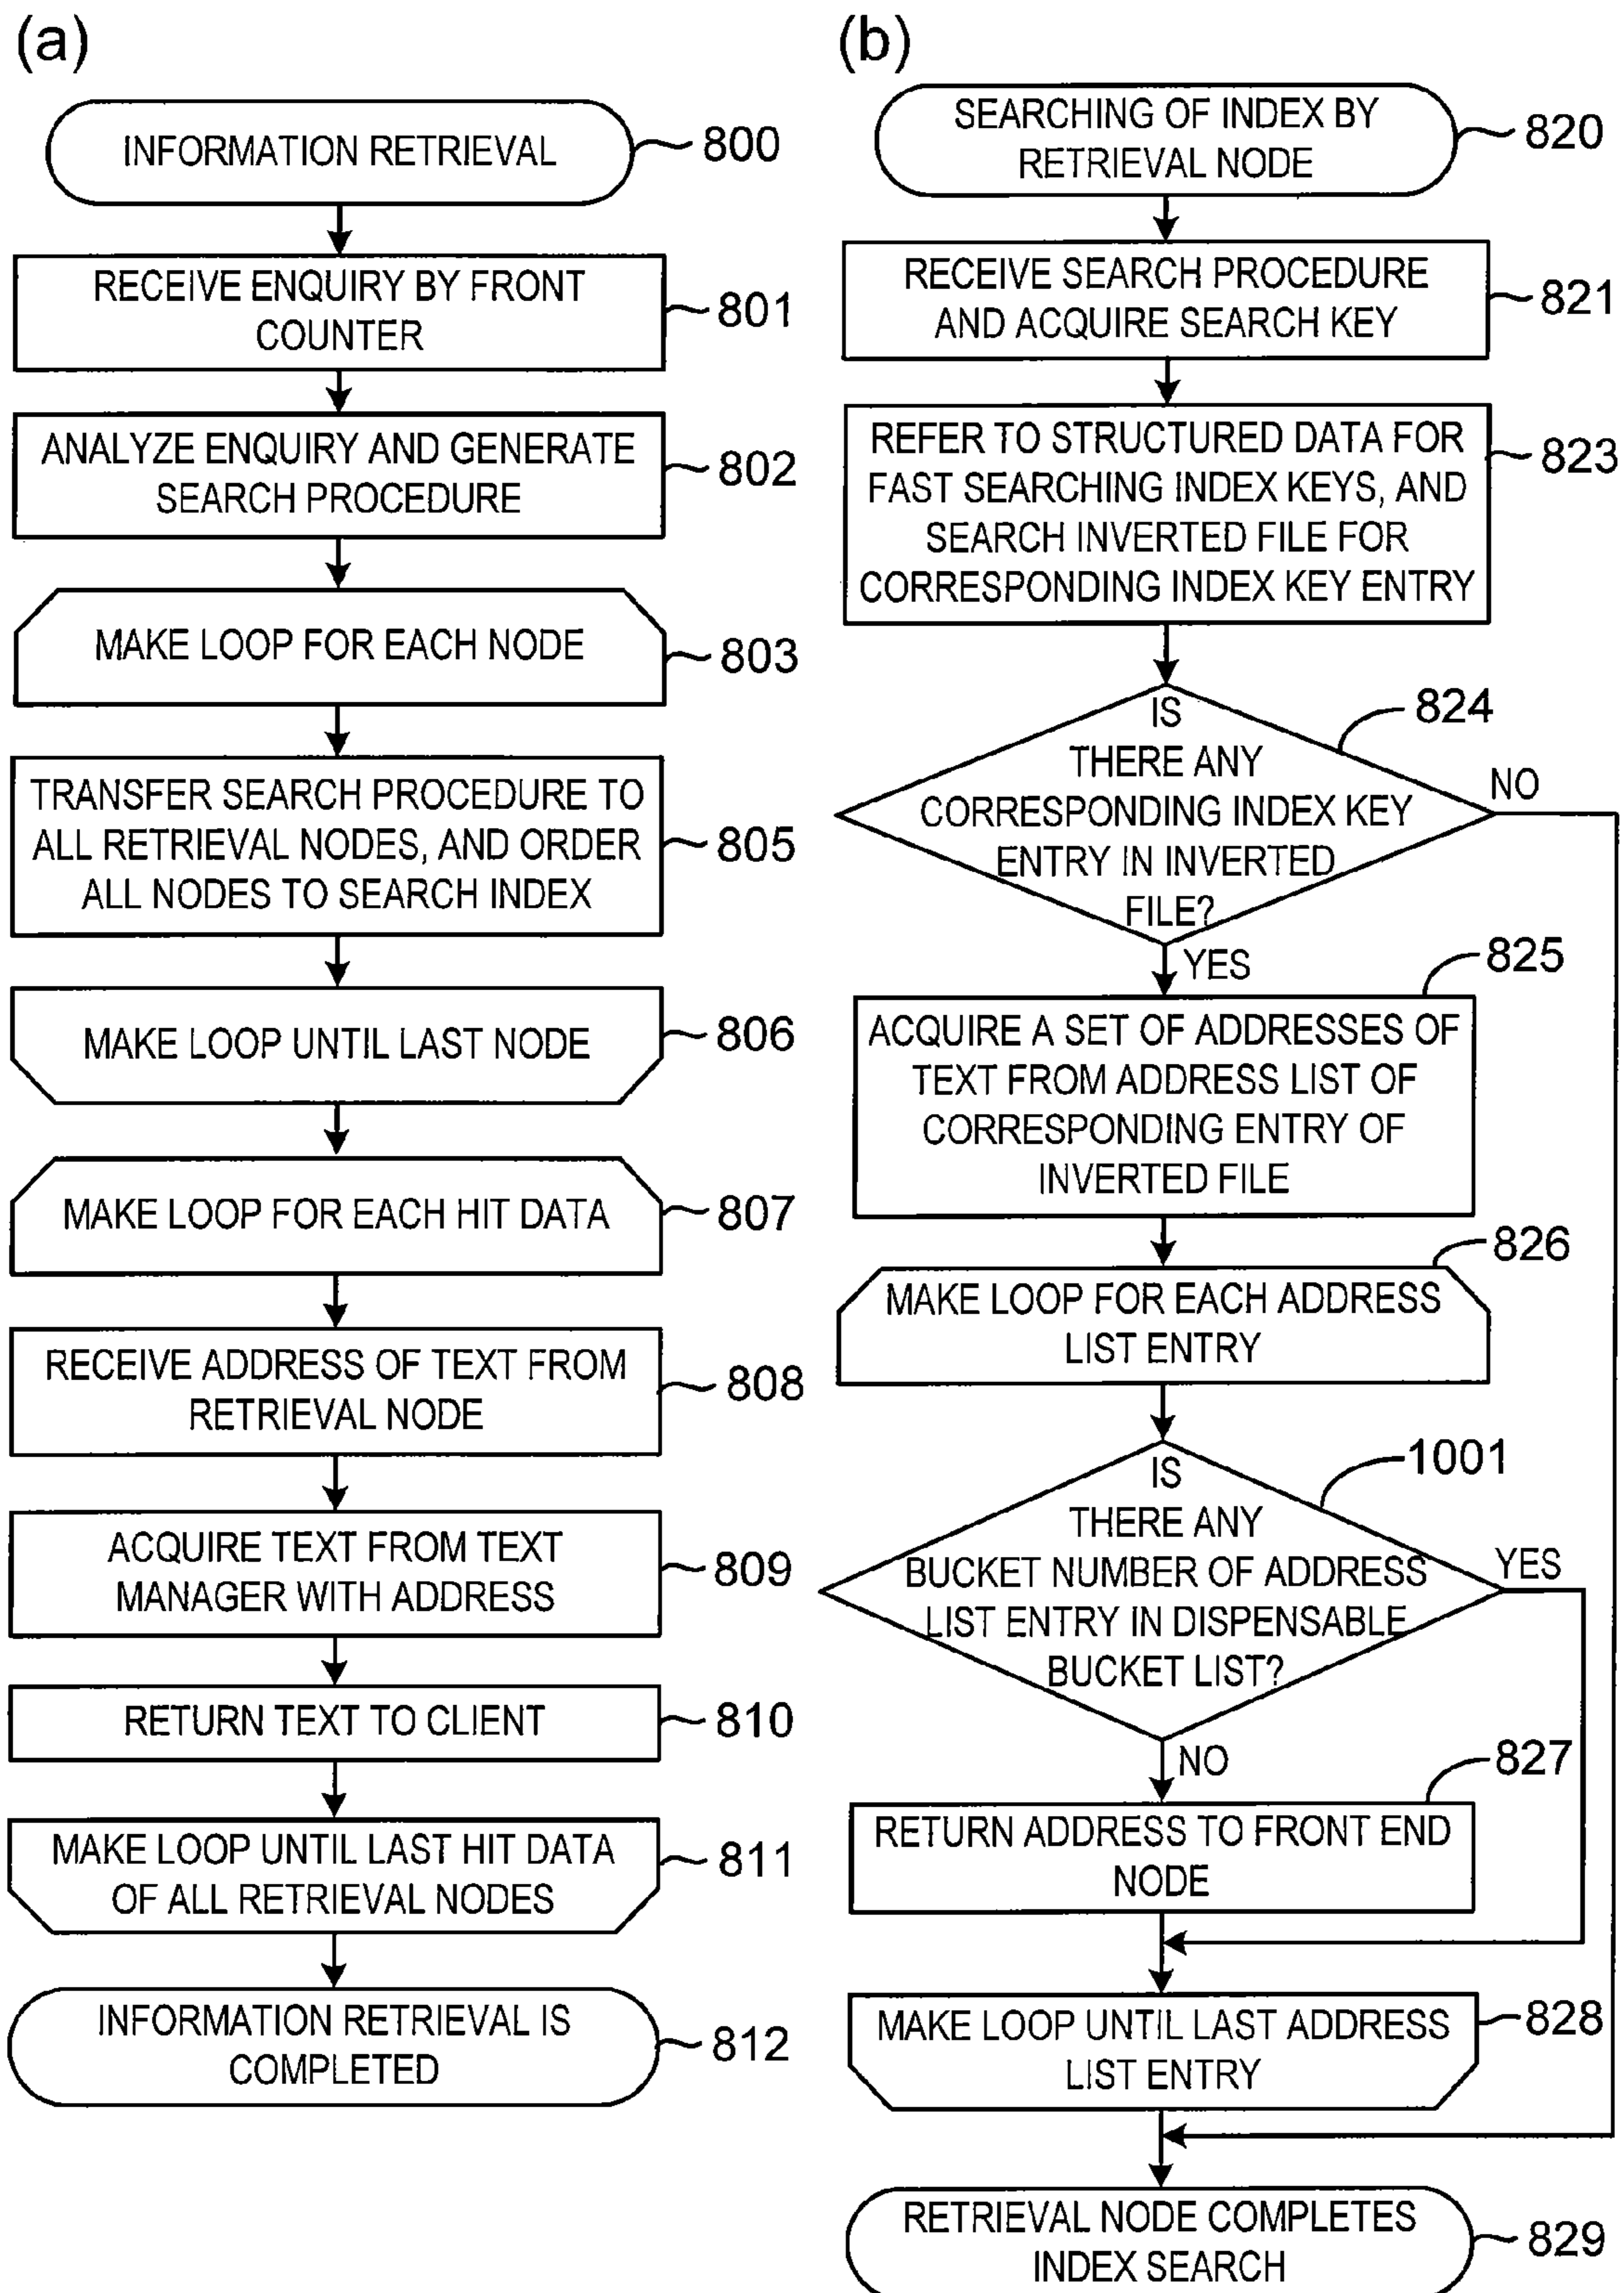 (a)
INFORMATION RETRIEVAL
800
RECEIVE ENQUIRY BY FRONT
COUNTER
801
ANALYZE ENQUIRY AND GENERATE
SEARCH PROCEDURE
802
MAKE LOOP FOR EACH NODE
803
TRANSFER SEARCH PROCEDURE TO
ALL RETRIEVAL NODES, AND ORDER
ALL NODES TO SEARCH INDEX
805
MAKE LOOP UNTIL LAST NODE
806
MAKE LOOP FOR EACH HIT DATA
807
RECEIVE ADDRESS OF TEXT FROM
RETRIEVAL NODE
808
ACQUIRE TEXT FROM TEXT
MANAGER WITH ADDRESS
809
RETURN TEXT TO CLIENT
810
MAKE LOOP UNTIL LAST HIT DATA
OF ALL RETRIEVAL NODES
811
INFORMATION RETRIEVAL IS
COMPLETED
812
(b)
SEARCHING OF INDEX BY
RETRIEVAL NODE
820
RECEIVE SEARCH PROCEDURE
AND ACQUIRE SEARCH KEY
821
REFER TO STRUCTURED DATA FOR
FAST SEARCHING INDEX KEYS, AND
SEARCH INVERTED FILE FOR
CORRESPONDING INDEX KEY ENTRY
823
IS
THERE ANY
CORRESPONDING INDEX KEY
ENTRY IN INVERTED
FILE?
824
NO
YES
825
ACQUIRE A SET OF ADDRESSES OF
TEXT FROM ADDRESS LIST OF
CORRESPONDING ENTRY OF
INVERTED FILE
826
MAKE LOOP FOR EACH ADDRESS
LIST ENTRY
1001
IS
THERE ANY
BUCKET NUMBER OF ADDRESS
LIST ENTRY IN DISPENSABLE
BUCKET LIST?
YES
NO
827
RETURN ADDRESS TO FRONT END
NODE
MAKE LOOP UNTIL LAST ADDRESS
LIST ENTRY
828
RETRIEVAL NODE COMPLETES
INDEX SEARCH
829